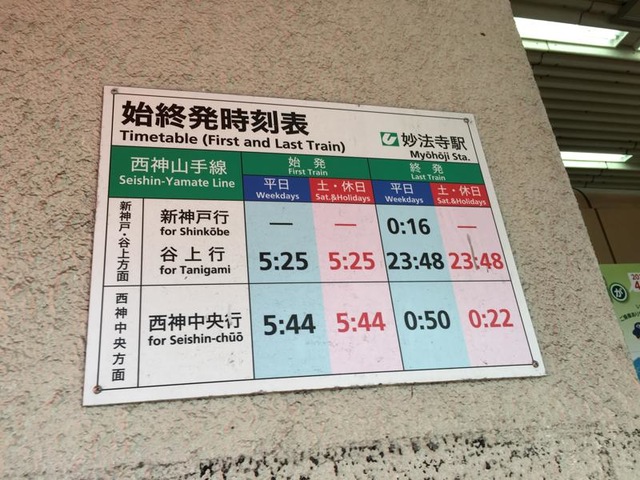 始終発時刻表
Timetable (First and Last Train)
妙法寺駅
Myōhōji Sta.
西神山手線
Seishin-Yamate Line
始発
First Train
終発
Last Train
平日
Weekdays
土・休日
Sat.&Holidays
平日
Weekdays
土・休日
Sat.&Holidays
新神戸・谷上方面
新神戸行
for Shinkōbe
— — 0:16 —
谷上行
for Tanigami
5:25 5:25 23:48 23:48
西神中央方面
西神中央行
for Seishin-chūō
5:44 5:44 0:50 0:22
が